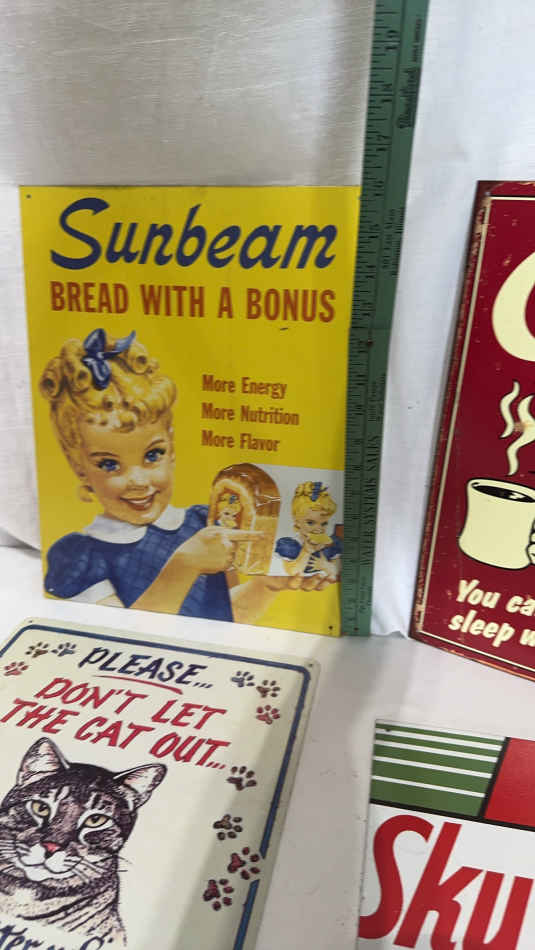 Sunbeam
BREAD WITH A BONUS
More Energy
More Nutrition
More Flavor
PLEASE...
DON'T LET
THE CAT OUT...
You ca
sleep w
Sku